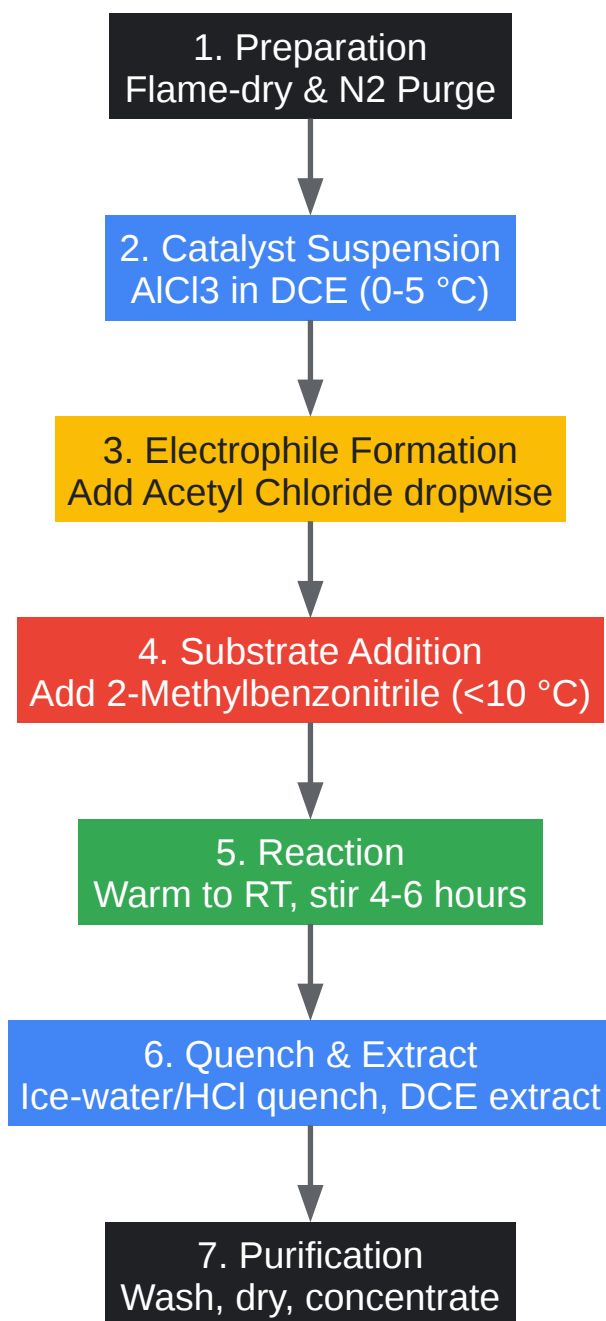 1. Preparation
Flame-dry & N2 Purge
2. Catalyst Suspension
AlCl3 in DCE (0-5 °C)
3. Electrophile Formation
Add Acetyl Chloride dropwise
4. Substrate Addition
Add 2-Methylbenzonitrile (<10 °C)
5. Reaction
Warm to RT, stir 4-6 hours
6. Quench & Extract
Ice-water/HCl quench, DCE extract
7. Purification
Wash, dry, concentrate